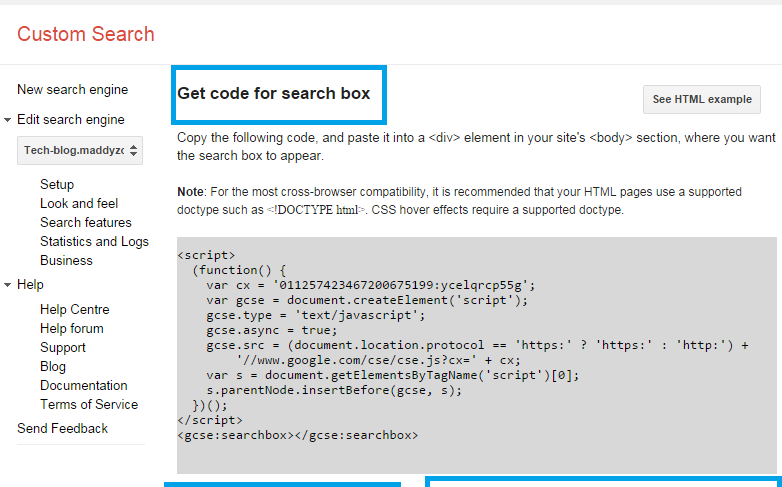 Custom Search
New search engine
Edit search engine
Tech-blog.maddyzc
Setup
Look and feel
Search features
Statistics and Logs
Business
Help
Help Centre
Help forum
Support
Blog
Documentation
Terms of Service
Send Feedback
Get code for search box
See HTML example
Copy the following code, and paste it into a <div> element in your site's <body> section, where you want
the search box to appear.
Note: For the most cross-browser compatibility, it is recommended that your HTML pages use a supported
doctype such as <!DOCTYPE html>. CSS hover effects require a supported doctype.
<script>
(function() {
var cx = '011257423467200675199:ycelqrcp55g';
var gcse = document.createElement('script');
gcse.type = 'text/javascript';
gcse.async = true;
gcse.src = (document.location.protocol == 'https:' ? 'https:' : 'http:') +
'//www.google.com/cse/cse.js?cx=' + cx;
var s = document.getElementsByTagName('script')[0];
s.parentNode.insertBefore(gcse, s);
})();
</script>
<gcse:searchbox></gcse:searchbox>